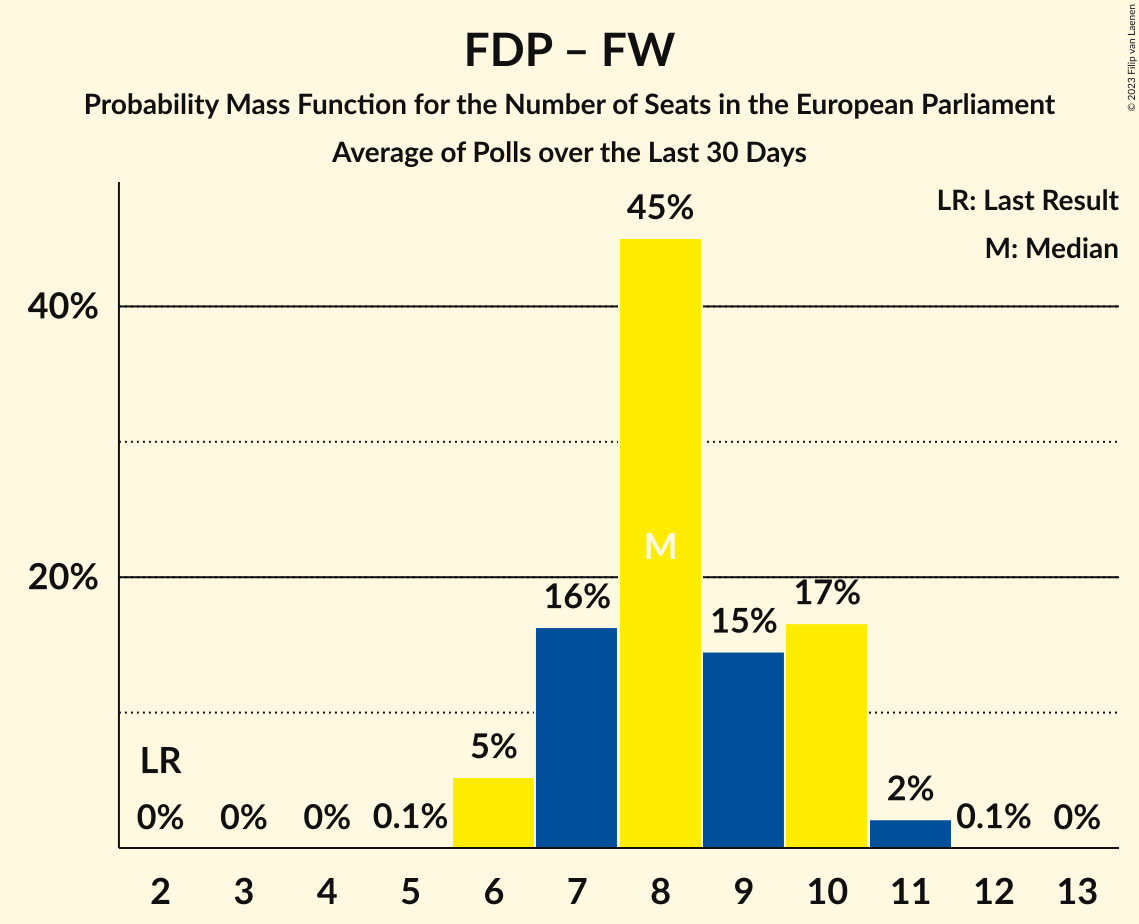 FDP – FW
Probability Mass Function for the Number of Seats in the European Parliament
Average of Polls over the Last 30 Days
© 2023 Filip van Laenen
LR: Last Result
M: Median
45%
40%
M
20%
16%
17%
15%
5%
LR
2%
0% 0% 0% 0.1% 0.1% 0%
2 3 4 5 6 7 8 9 10 11 12 13